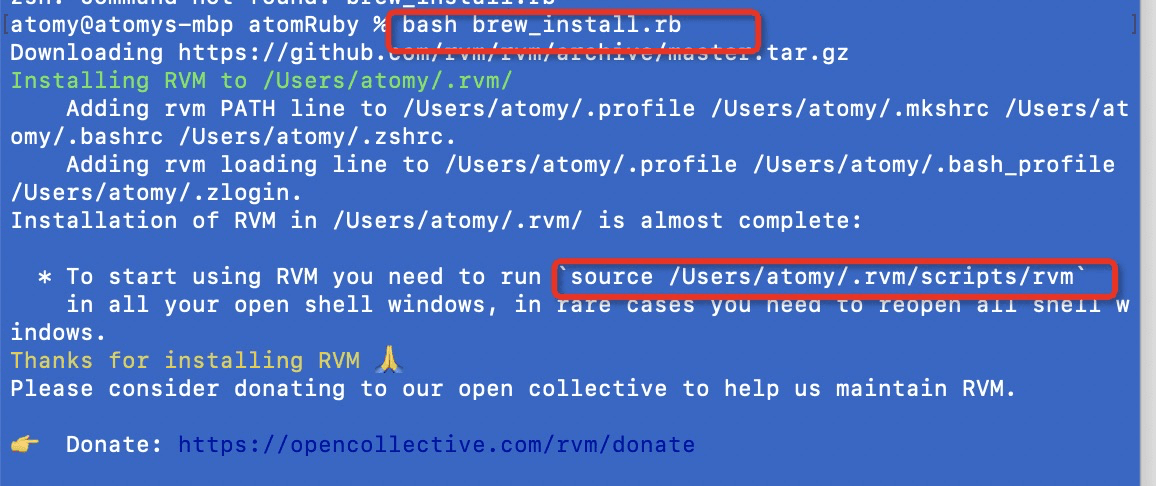 zsh: command not found: brew_install.rb
[atomy@atomys-mbp atomRuby % bash brew_install.rb ]
Downloading https://github.com/rvm/rvm/archive/master.tar.gz
Installing RVM to /Users/atomy/.rvm/
Adding rvm PATH line to /Users/atomy/.profile /Users/atomy/.mkshrc /Users/at
omy/.bashrc /Users/atomy/.zshrc.
Adding rvm loading line to /Users/atomy/.profile /Users/atomy/.bash_profile
/Users/atomy/.zlogin.
Installation of RVM in /Users/atomy/.rvm/ is almost complete:
* To start using RVM you need to run `source /Users/atomy/.rvm/scripts/rvm`
in all your open shell windows, in rare cases you need to reopen all shell w
indows.
Thanks for installing RVM 🙏
Please consider donating to our open collective to help us maintain RVM.
👉 Donate: https://opencollective.com/rvm/donate